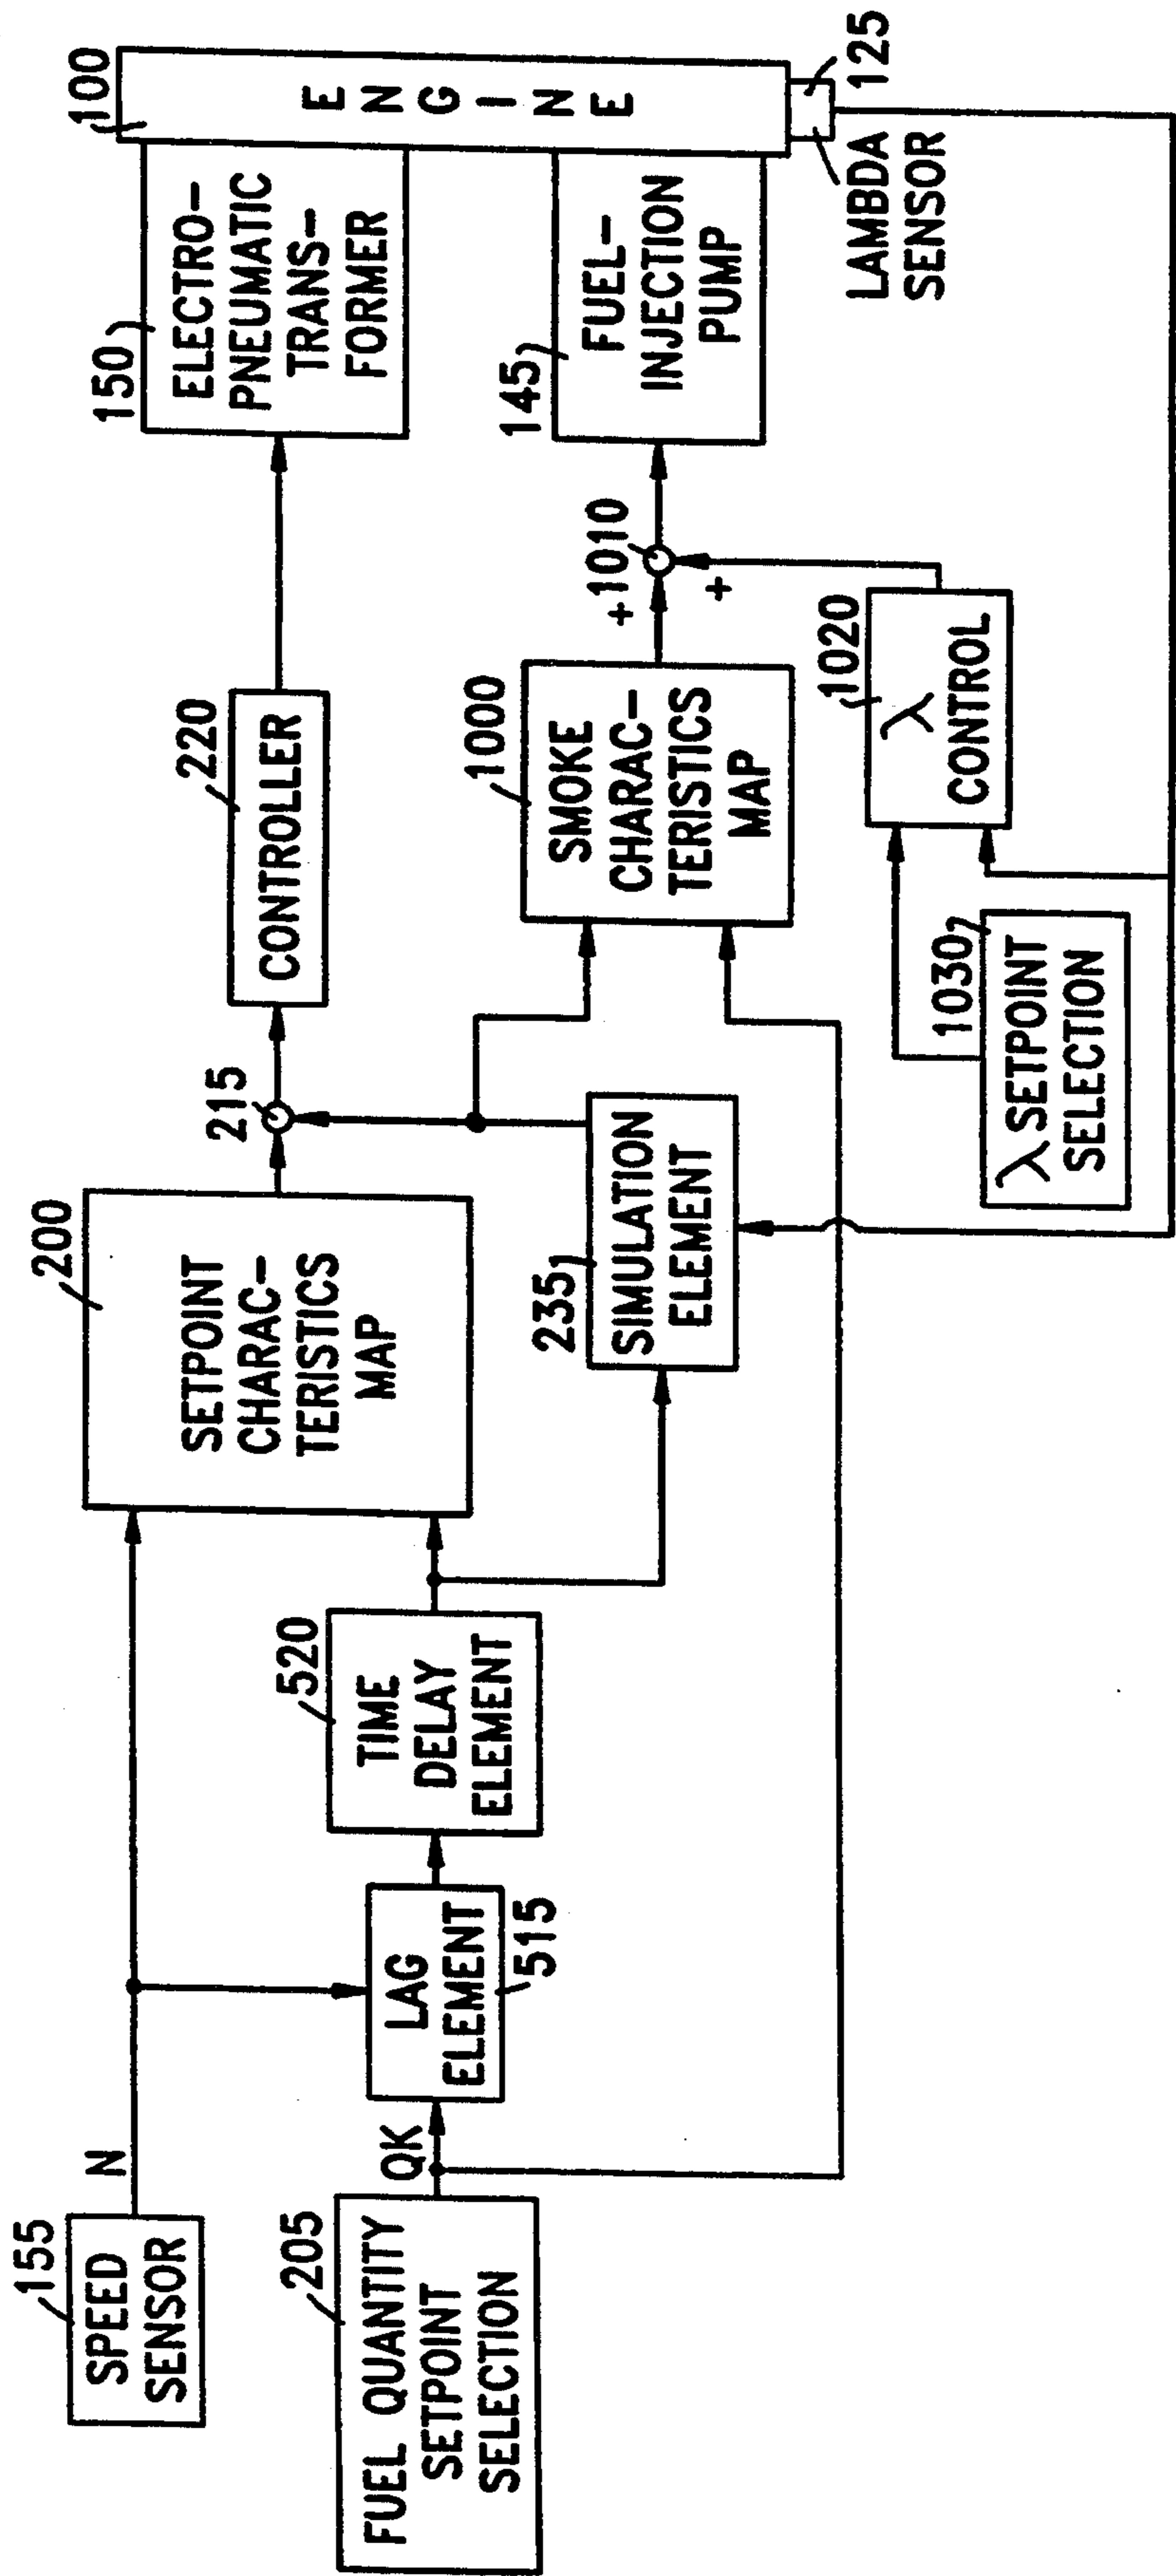 155
SPEED
SENSOR
N
205
FUEL QUANTITY
SETPOINT
SELECTION
QK
LAG
ELEMENT
515
520
TIME
DELAY
ELEMENT
200
SETPOINT
CHARAC-
TERISTICS
MAP
235
SIMULATION
ELEMENT
215
220
CONTROLLER
1000
SMOKE
CHARAC-
TERISTICS
MAP
1030
λ SETPOINT
SELECTION
1020
λ
CONTROL
+
1010
+
150
ELECTRO-
PNEUMATIC
TRANS-
FORMER
145
FUEL-
INJECTION
PUMP
100
ENGINE
LAMBDA
SENSOR
125